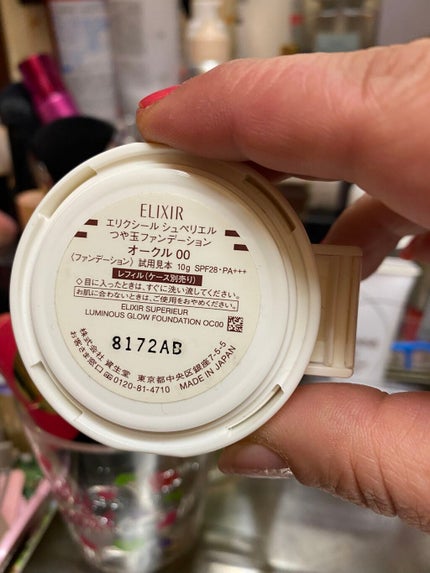 ELIXIR
エリクシール シュペリエル
つや玉ファンデーション
オークル 00
〈ファンデーション〉 試用見本 10g SPF28・PA+++
レフィル(ケース別売り)
◇目に入ったときは、すぐに洗い流してください。
お肌に合わないときは、ご使用をおやめください。
ELIXIR SUPERIEUR
LUMINOUS GLOW FOUNDATION OC00
8172AB
株式会社 資生堂 東京都中央区銀座7-5-5
お客さま窓口 0120-81-4710 MADE IN JAPAN